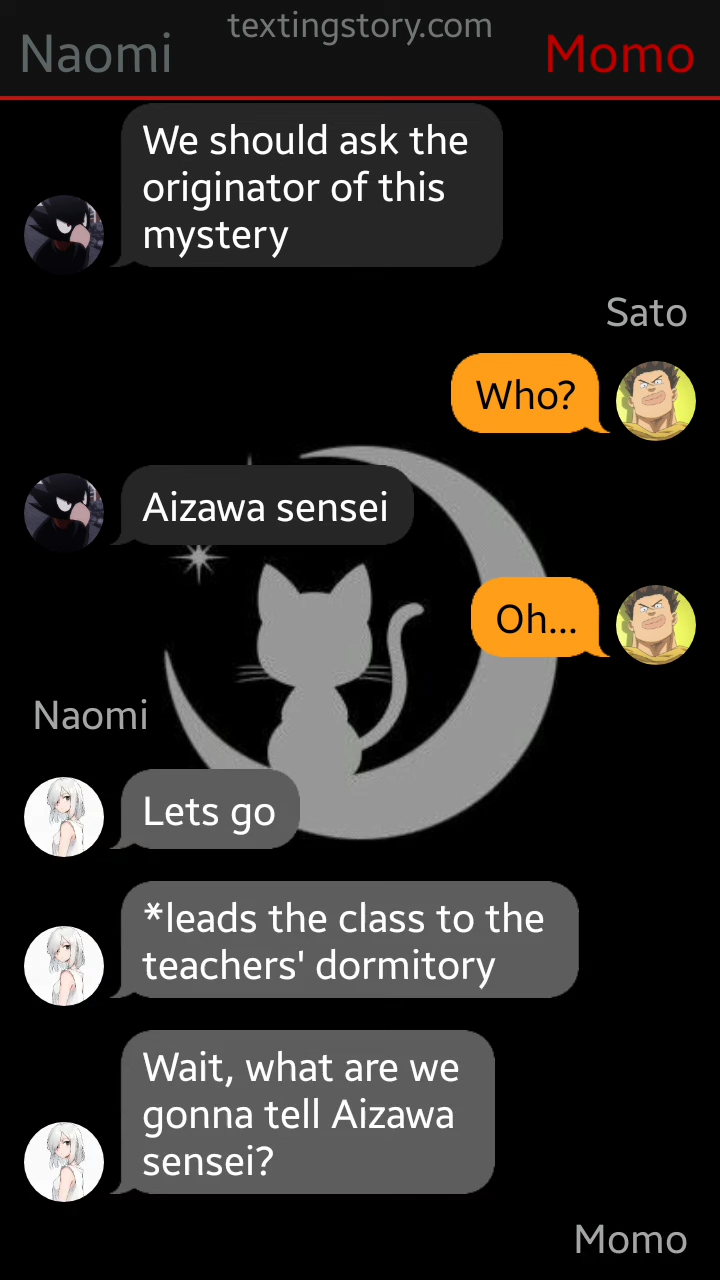 textingstory.com
Naomi
Momo
We should ask the
originator of this
mystery
Sato
Who?
Aizawa sensei
Oh...
Naomi
Lets go
*leads the class to the
teachers' dormitory
Wait, what are we
gonna tell Aizawa
sensei?
Momo